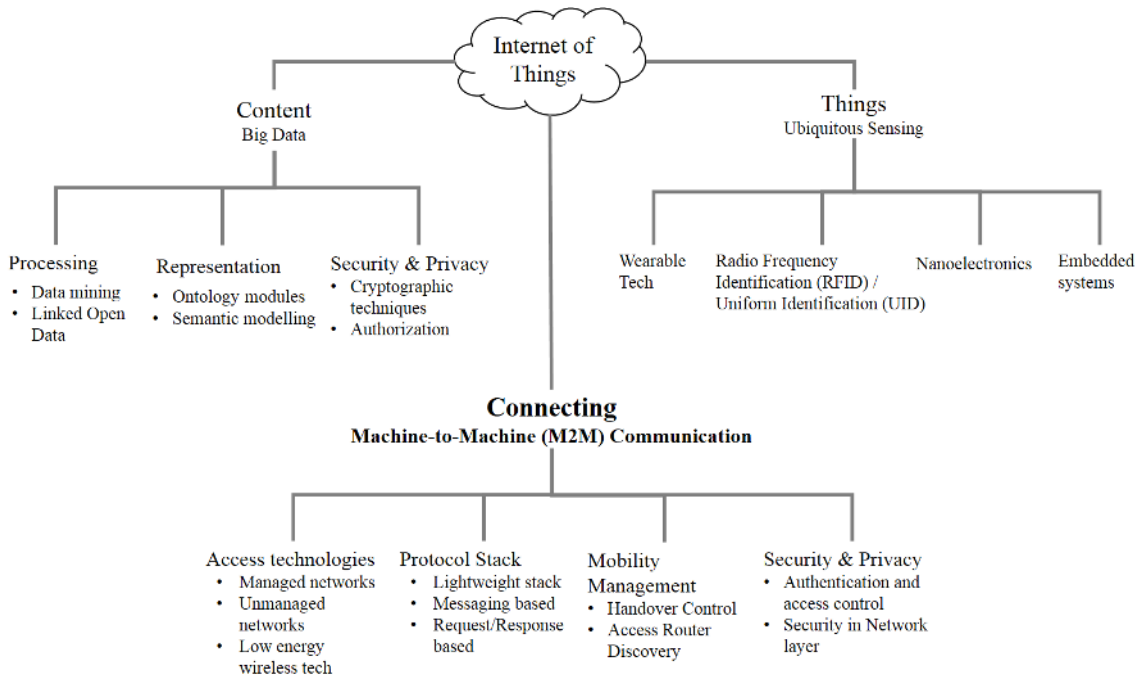 Internet of
Things
Content
Big Data
Things
Ubiquitous Sensing
Processing
• Data mining
• Linked Open
Data
Representation
• Ontology modules
• Semantic modelling
Security & Privacy
• Cryptographic
techniques
• Authorization
Wearable
Tech
Radio Frequency
Identification (RFID) /
Uniform Identification (UID)
Nanoelectronics
Embedded
systems
Connecting
Machine-to-Machine (M2M) Communication
Access technologies
• Managed networks
• Unmanaged
networks
• Low energy
wireless tech
Protocol Stack
• Lightweight stack
• Messaging based
• Request/Response
based
Mobility
Management
• Handover Control
• Access Router
Discovery
Security & Privacy
• Authentication and
access control
• Security in Network
layer